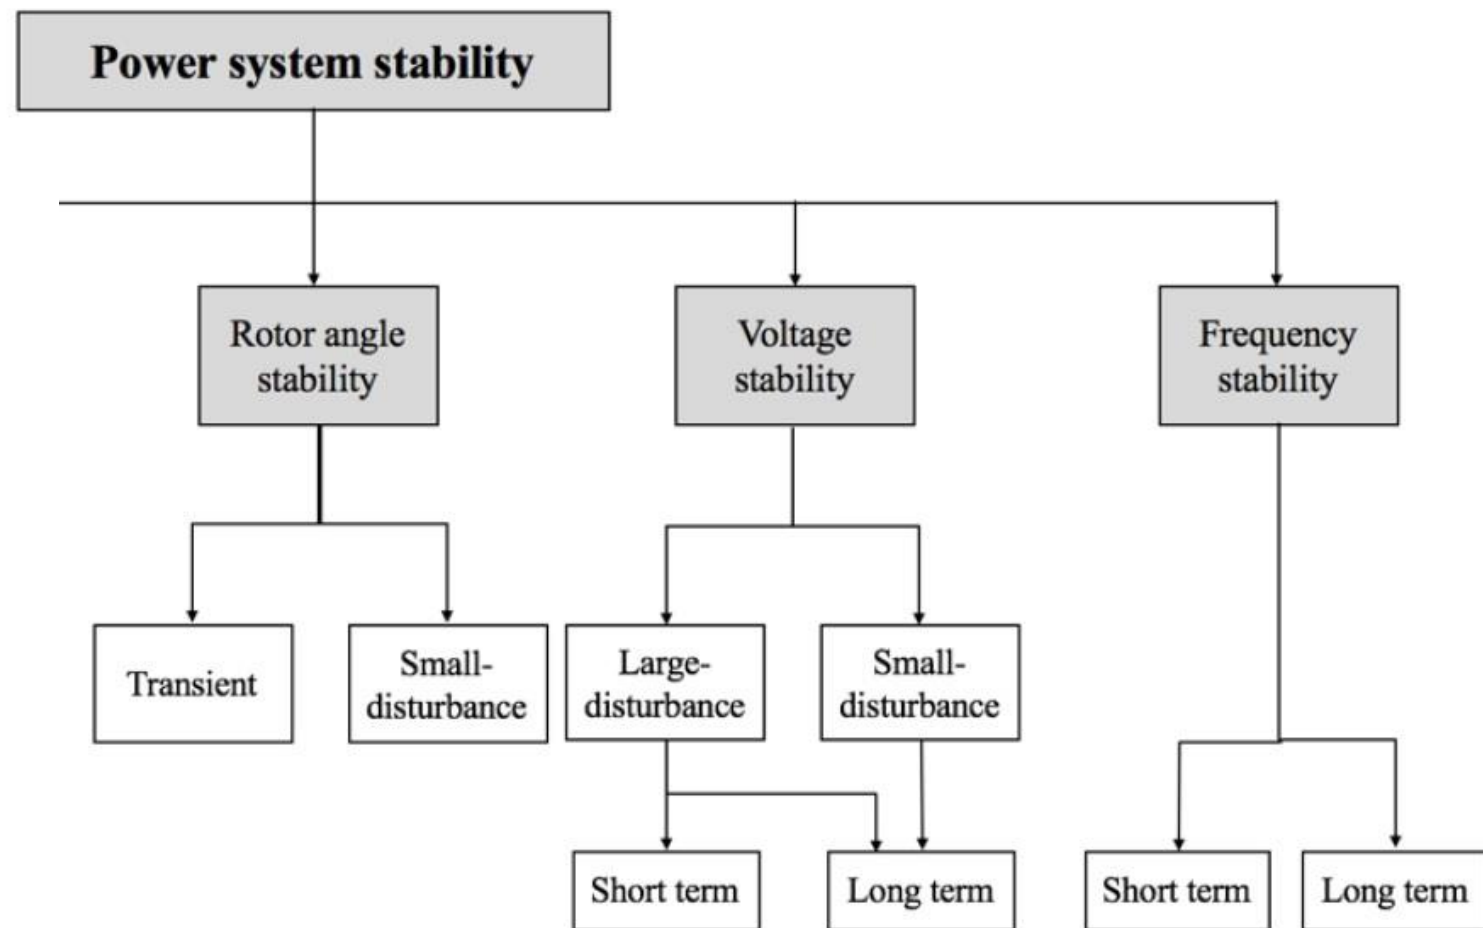 Power system stability
Rotor angle
stability
Voltage
stability
Frequency
stability
Transient
Small-
disturbance
Large-
disturbance
Small-
disturbance
Short term
Long term
Short term
Long term